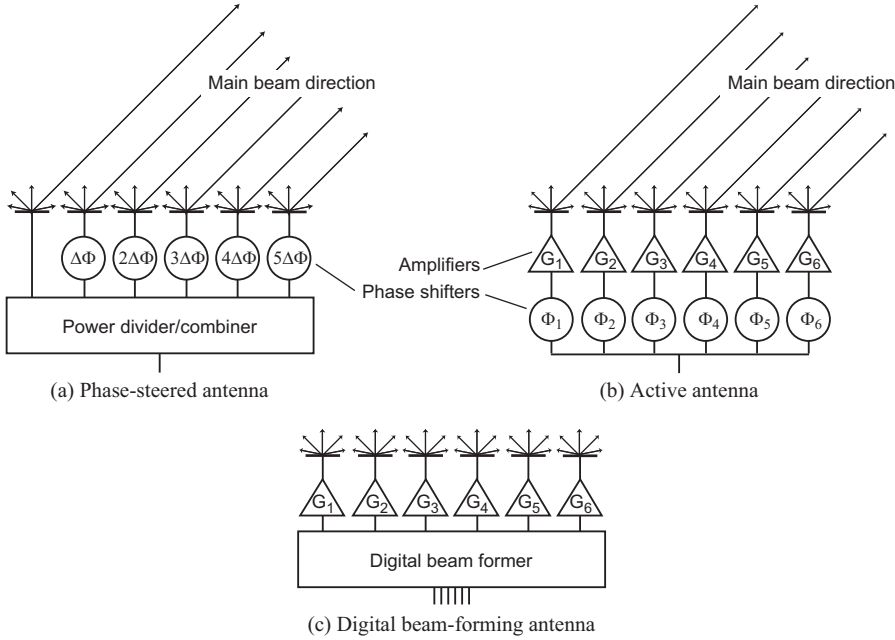 Main beam direction
Main beam direction
ΔΦ 2ΔΦ 3ΔΦ 4ΔΦ 5ΔΦ
Amplifiers
G1 G2 G3 G4 G5 G6
Phase shifters
Φ1 Φ2 Φ3 Φ4 Φ5 Φ6
Power divider/combiner
(a) Phase-steered antenna
(b) Active antenna
G1 G2 G3 G4 G5 G6
Digital beam former
(c) Digital beam-forming antenna